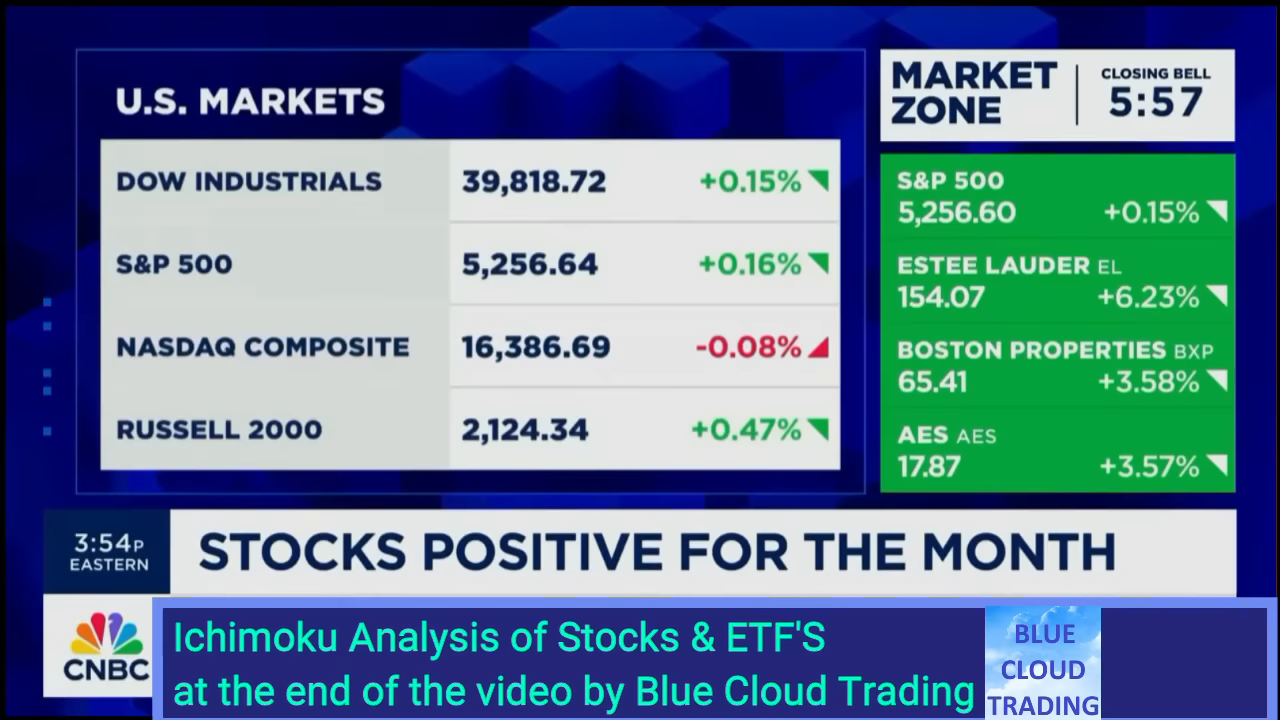 U.S. MARKETS
DOW INDUSTRIALS 39,818.72 +0.15%
S&P 500 5,256.64 +0.16%
NASDAQ COMPOSITE 16,386.69 -0.08%
RUSSELL 2000 2,124.34 +0.47%
MARKET
ZONE
CLOSING BELL
5:57
S&P 500
5,256.60 +0.15%
ESTEE LAUDER EL
154.07 +6.23%
BOSTON PROPERTIES BXP
65.41 +3.58%
AES AES
17.87 +3.57%
3:54P
EASTERN
STOCKS POSITIVE FOR THE MONTH
CNBC
Ichimoku Analysis of Stocks & ETF'S
at the end of the video by Blue Cloud Trading
BLUE
CLOUD
TRADING